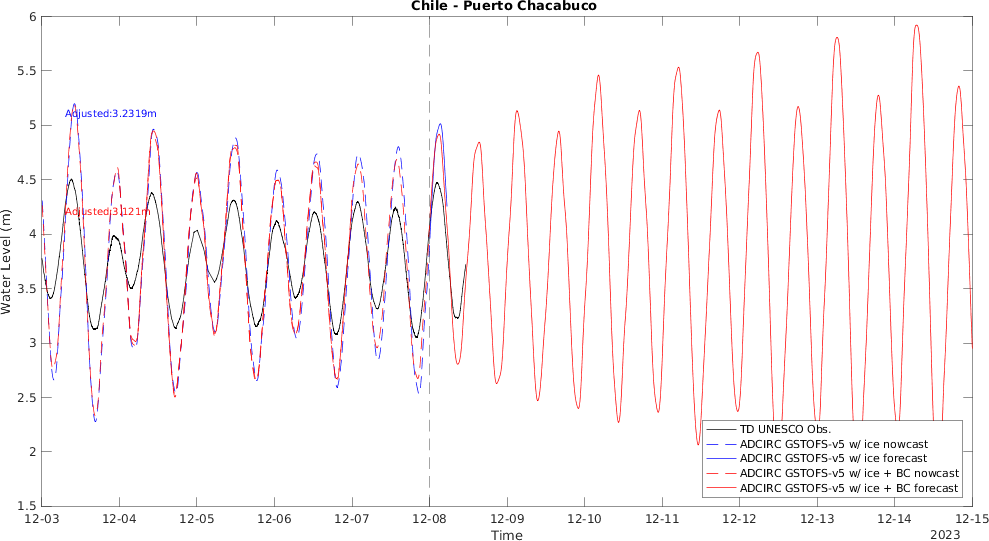 Chile - Puerto Chacabuco
6
5.5
5
4.5
4
3.5
3
2.5
2
1.5
Water Level (m)
Adjusted:3.2319m
Adjusted:3.121m
TD UNESCO Obs.
ADCIRC GSTOFS-v5 w/ ice nowcast
ADCIRC GSTOFS-v5 w/ ice forecast
ADCIRC GSTOFS-v5 w/ ice + BC nowcast
ADCIRC GSTOFS-v5 w/ ice + BC forecast
12-03 12-04 12-05 12-06 12-07 12-08 12-09 12-10 12-11 12-12 12-13 12-14 12-15
Time
2023